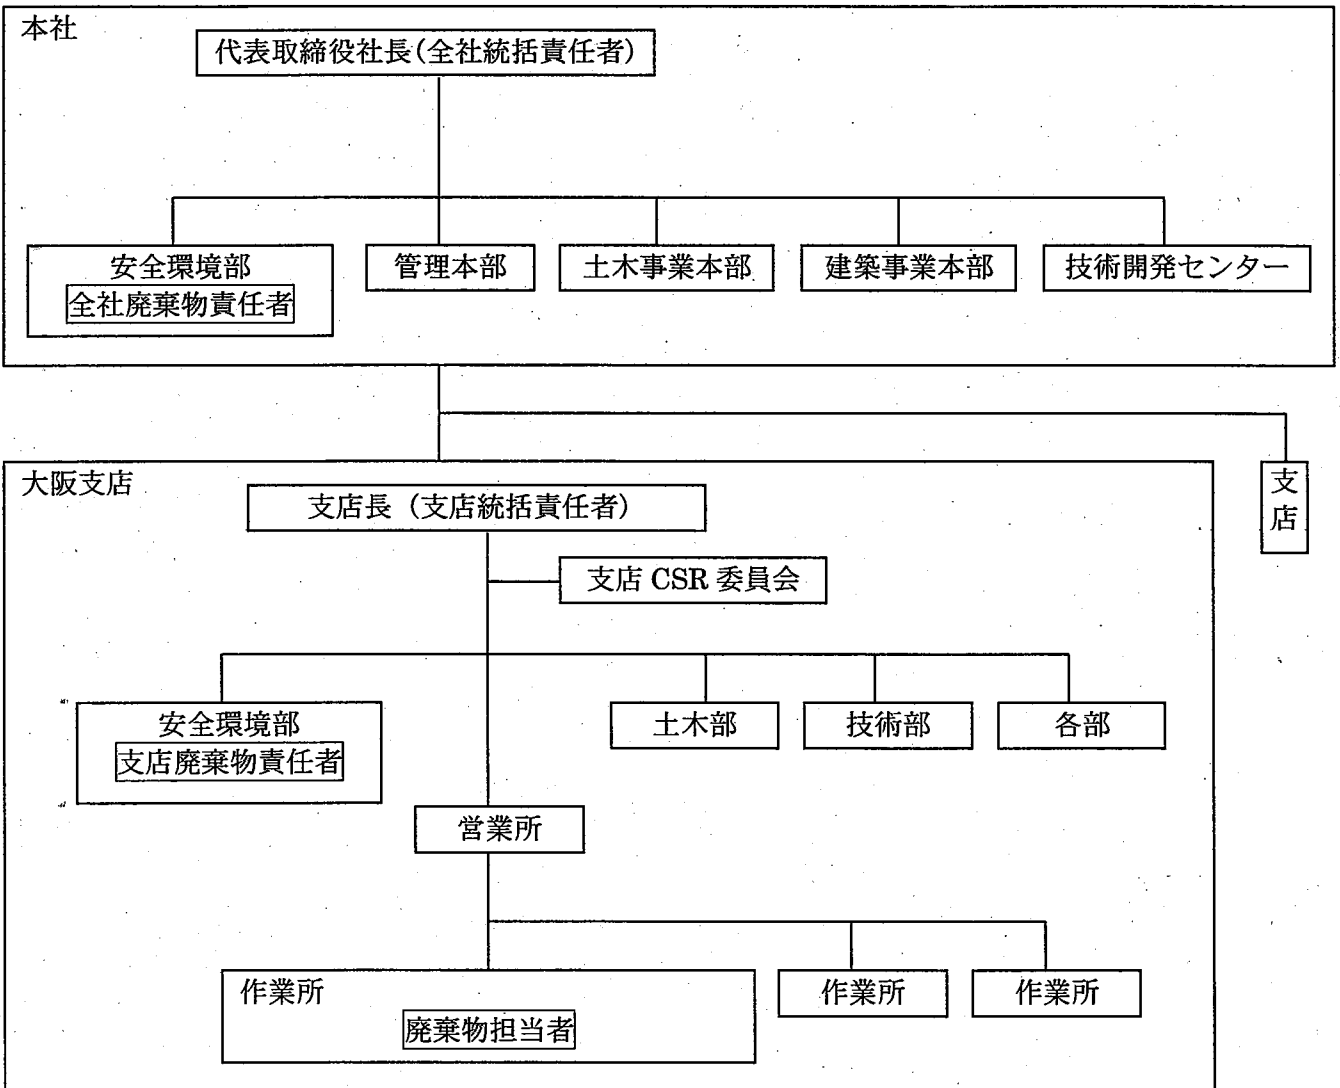 本社
代表取締役社長(全社統括責任者)
安全環境部
全社廃棄物責任者
管理本部
土木事業本部
建築事業本部
技術開発センター
大阪支店
支店長（支店統括責任者）
支店
支店 CSR 委員会
安全環境部
支店廃棄物責任者
土木部
技術部
各部
営業所
作業所
廃棄物担当者
作業所
作業所